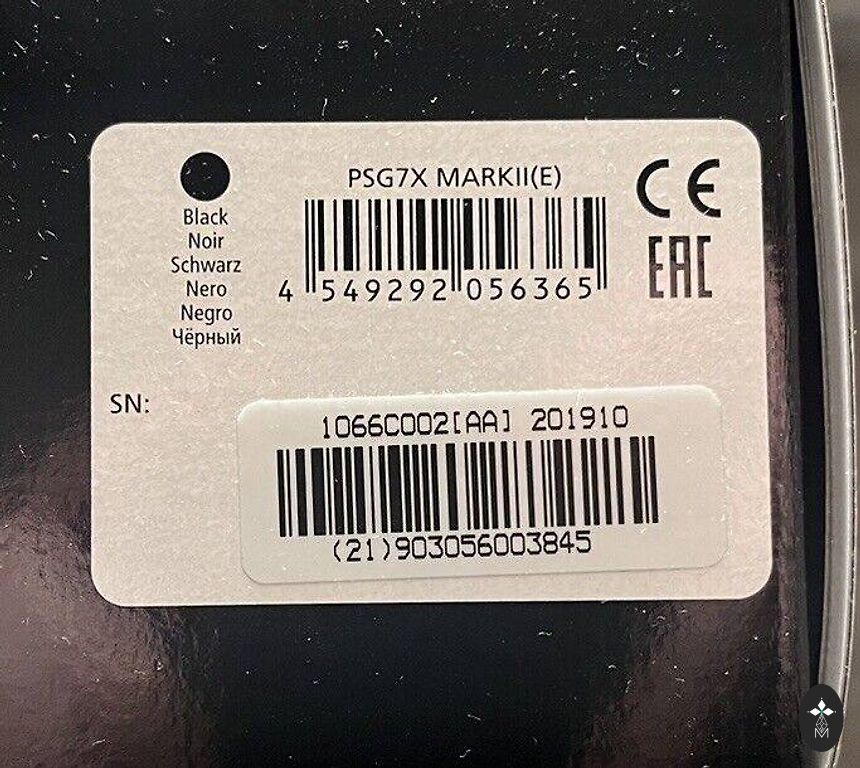 PSG7X MARKII(E)
CE
Black
Noir
Schwarz
Nero
Negro
Чёрный
EAC
4 549292 056365
SN:
1066C002[AA] 201910
(21)903056003845
M